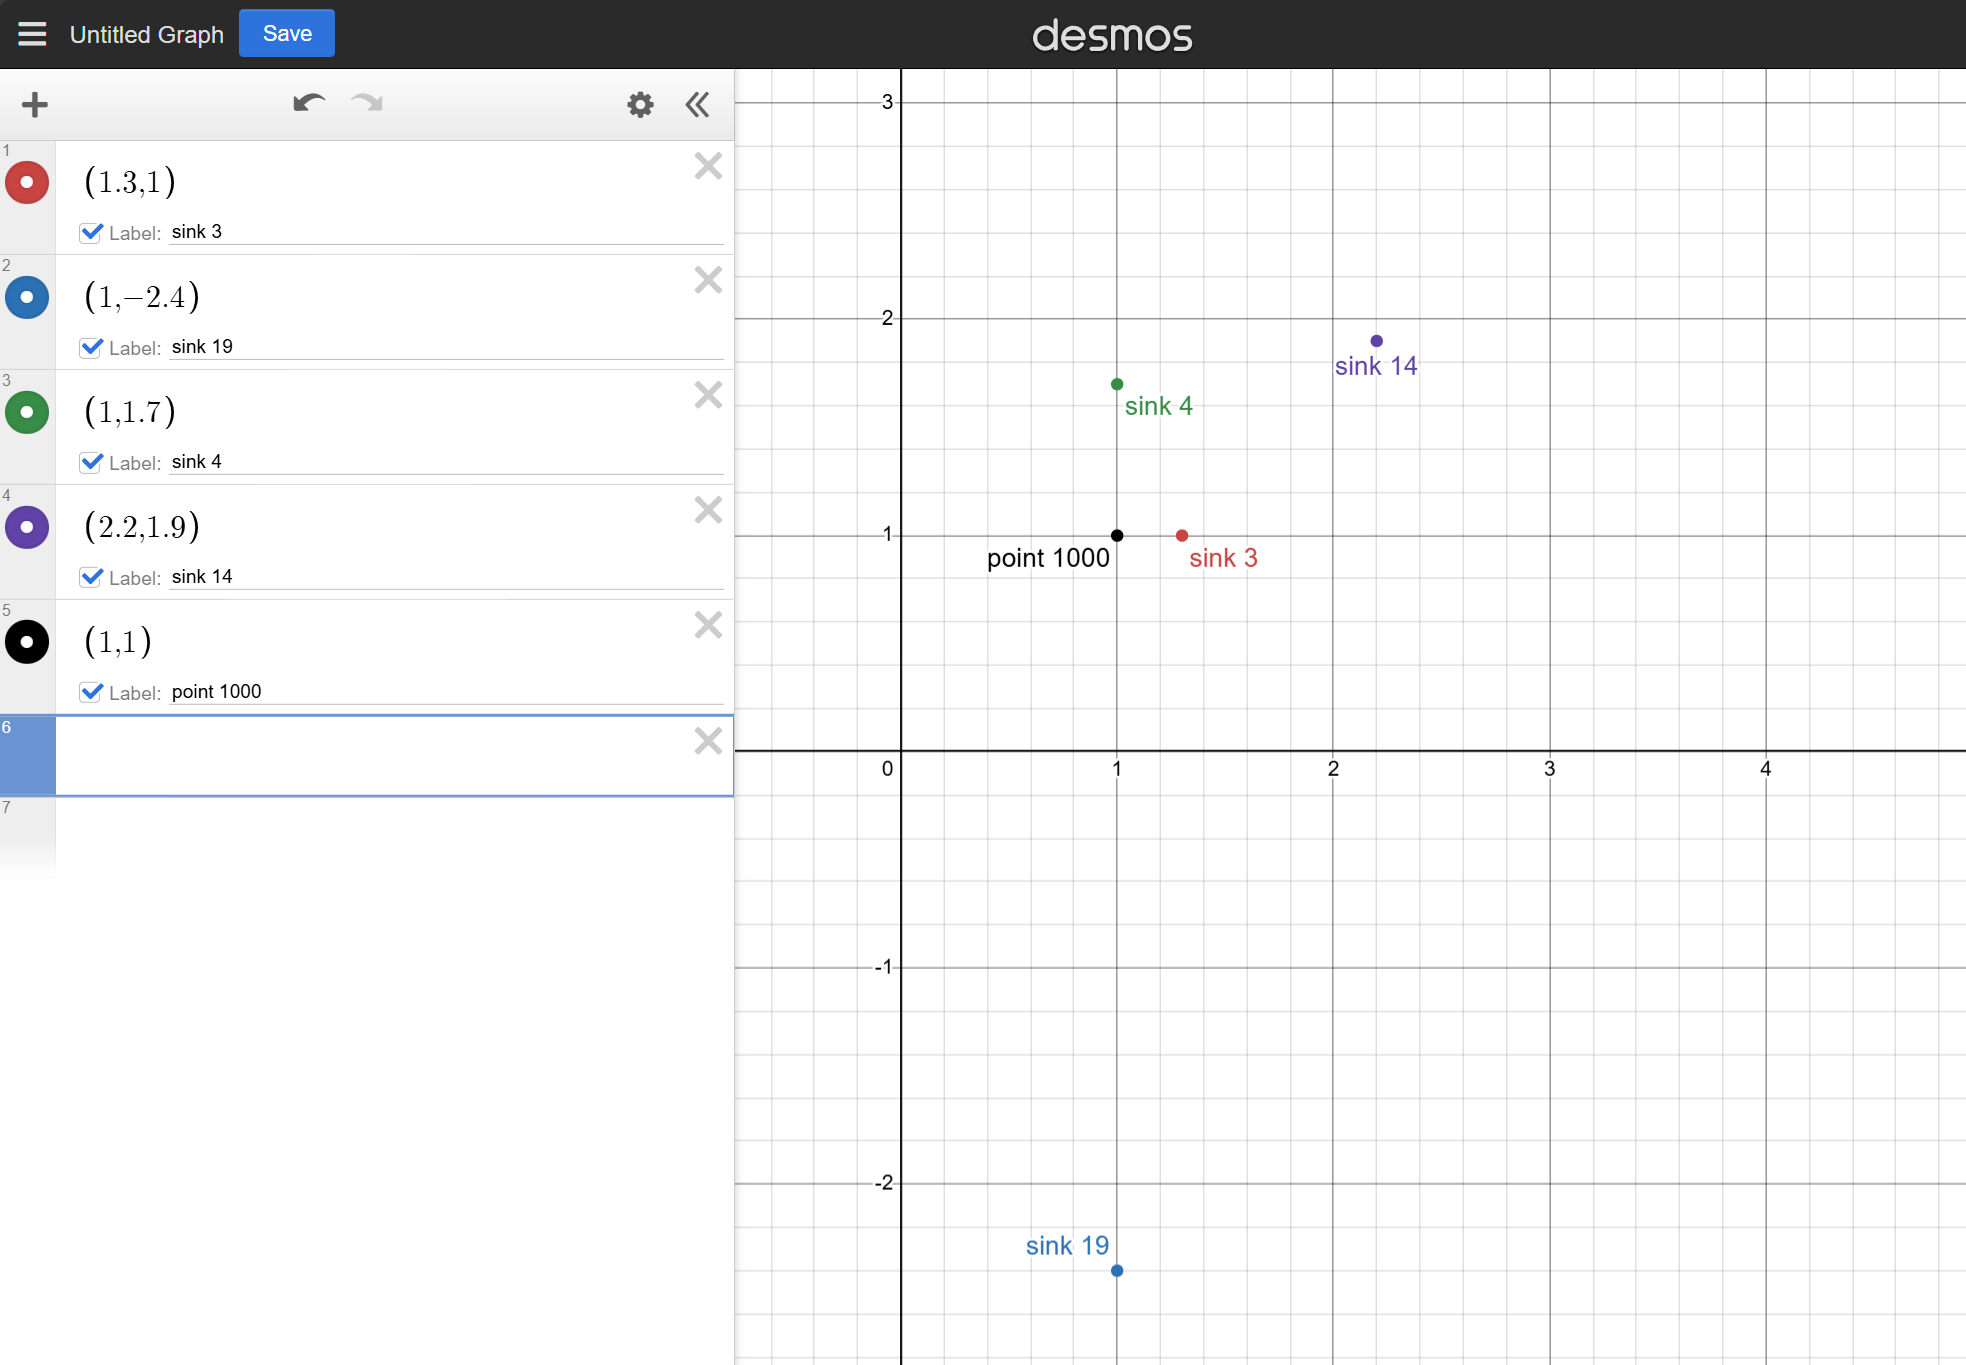 Untitled Graph
Save
desmos
1
(1.3,1)
Label: sink 3
2
(1,−2.4)
Label: sink 19
3
(1,1.7)
Label: sink 4
4
(2.2,1.9)
Label: sink 14
5
(1,1)
Label: point 1000
6
7
3
2
sink 14
sink 4
1
point 1000
sink 3
0
1
2
3
4
-1
-2
sink 19